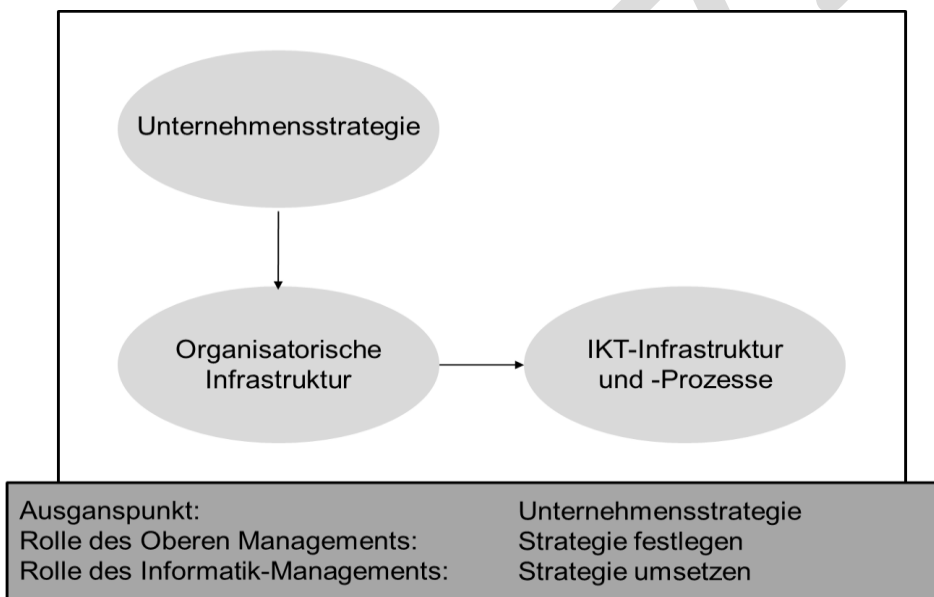 Unternehmensstrategie
Organisatorische
Infrastruktur
IKT-Infrastruktur
und -Prozesse
Ausganspunkt: Unternehmensstrategie
Rolle des Oberen Managements: Strategie festlegen
Rolle des Informatik-Managements: Strategie umsetzen